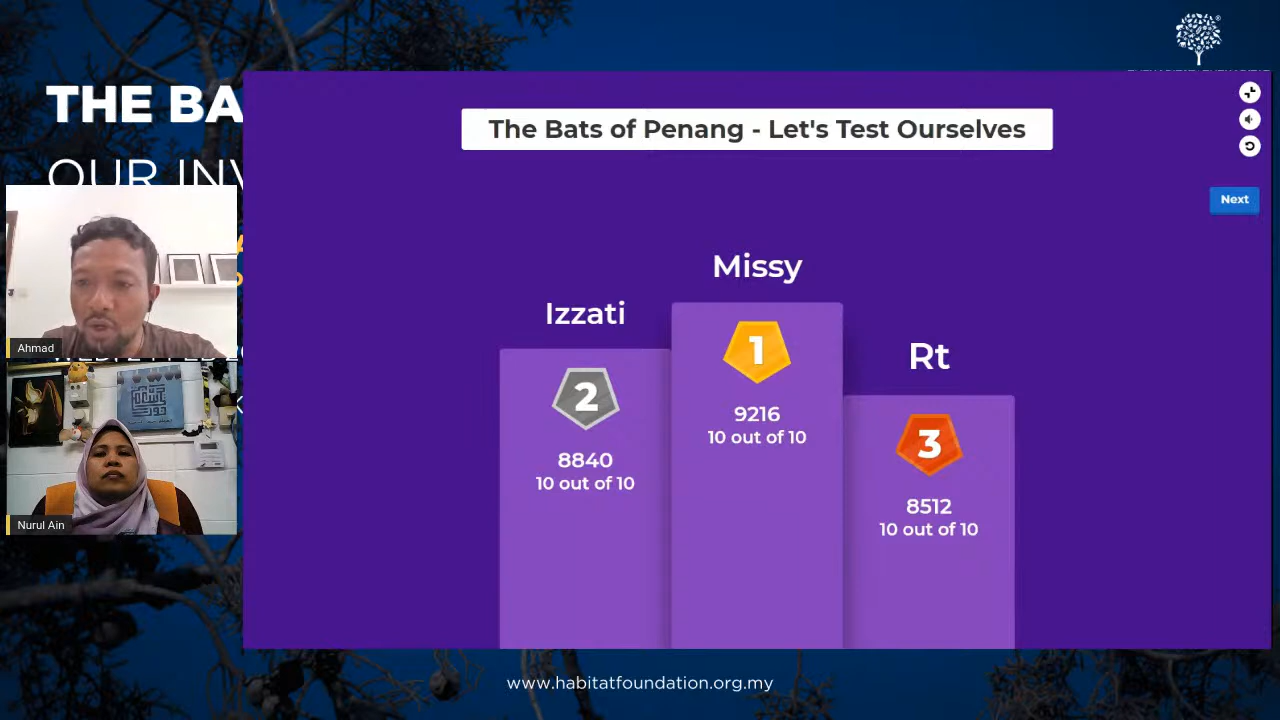 THE BA
OUR INV
The Bats of Penang - Let's Test Ourselves
Next
Missy
1
9216
10 out of 10
Izzati
2
8840
10 out of 10
Rt
3
8512
10 out of 10
Ahmad
Nurul Ain
www.habitatfoundation.org.my